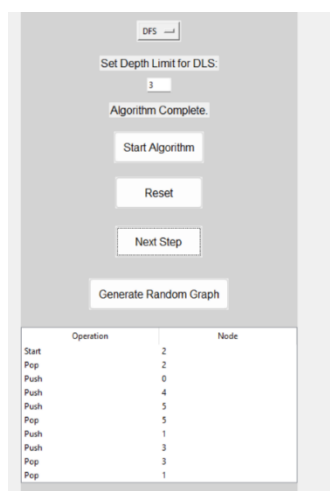 DFS
Set Depth Limit for DLS:
3
Algorithm Complete.
Start Algorithm
Reset
Next Step
Generate Random Graph
Operation Node
Start 2
Pop 2
Push 0
Push 4
Push 5
Pop 5
Push 1
Push 3
Pop 3
Pop 1